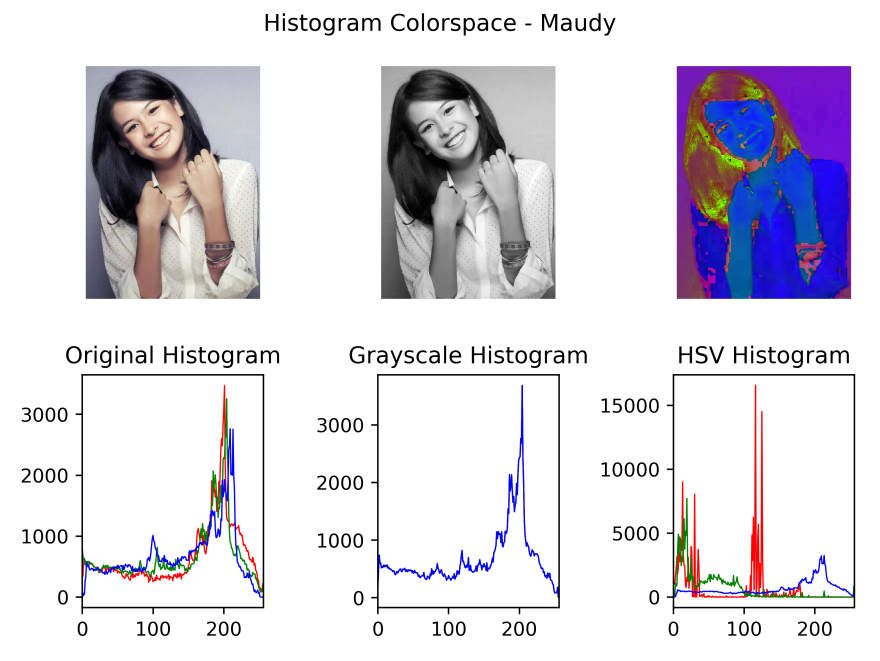 Histogram Colorspace - Maudy
Original Histogram
Grayscale Histogram
HSV Histogram
3000
2000
1000
0
0 100 200
3000
2000
1000
0
0 100 200
15000
10000
5000
0
0 100 200